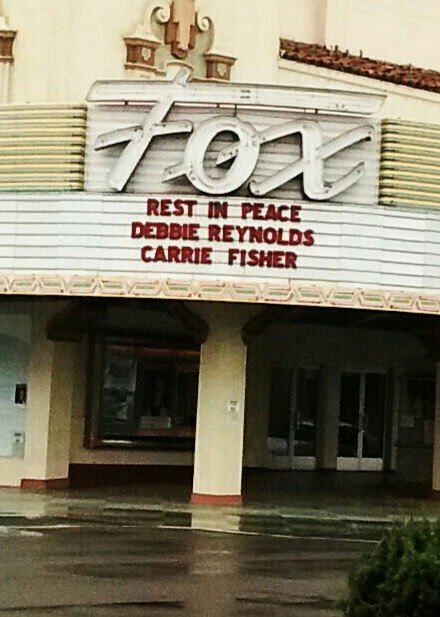 Fox
REST IN PEACE
DEBBIE REYNOLDS
CARRIE FISHER